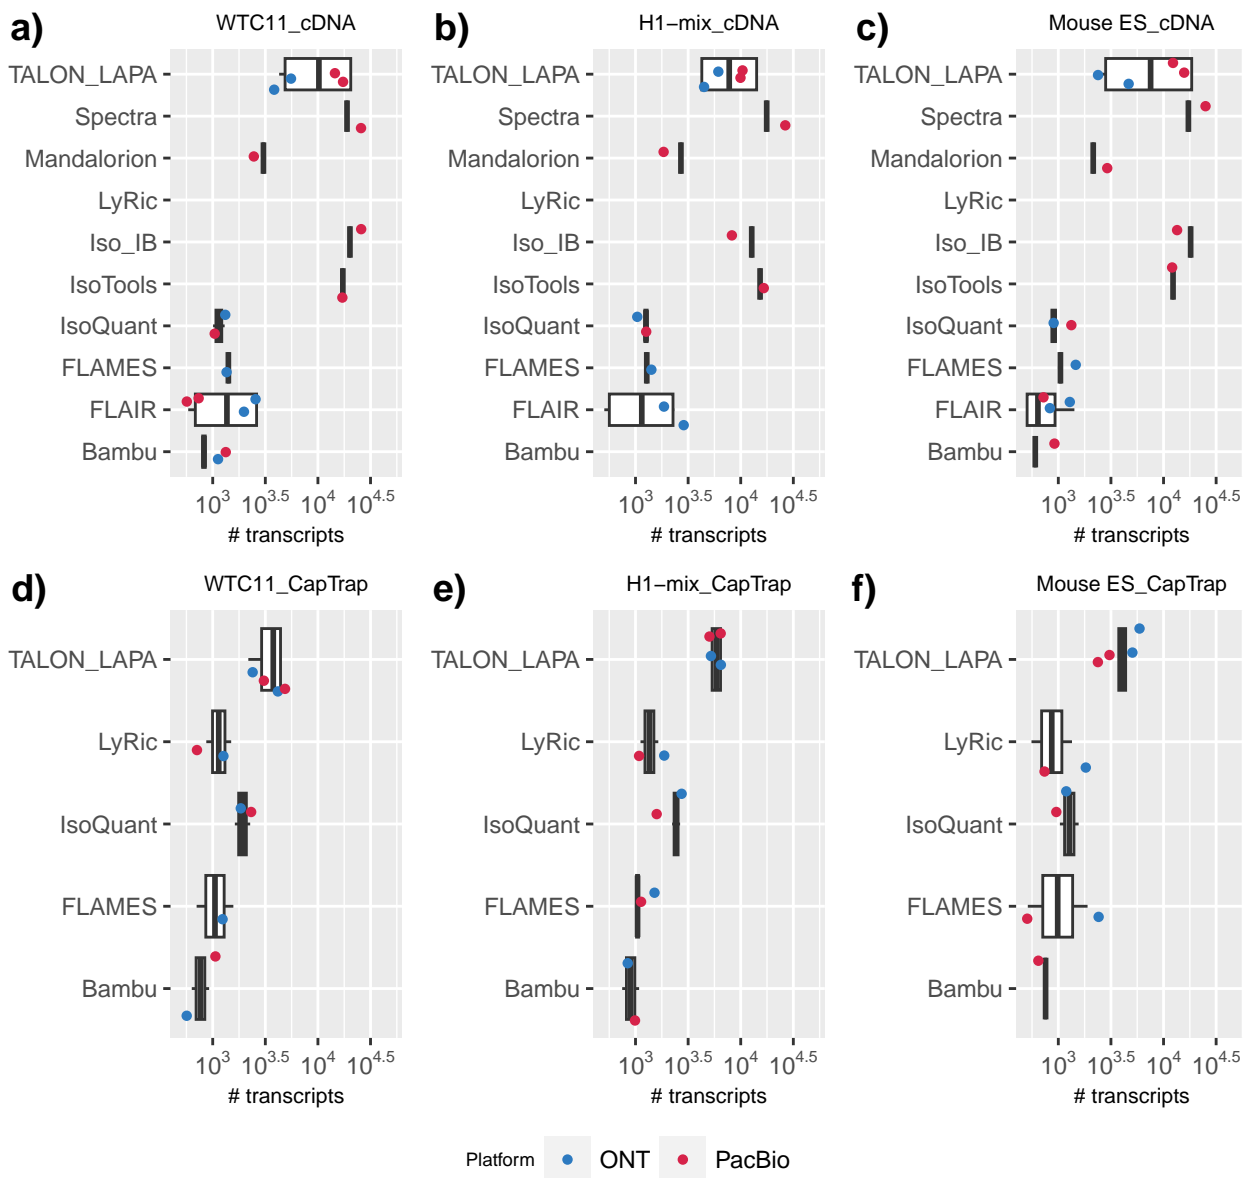 a)
WTC11_cDNA
TALON_LAPA
Spectra
Mandalorion
LyRic
Iso_IB
IsoTools
IsoQuant
FLAMES
FLAIR
Bambu
10^3 10^3.5 10^4 10^4.5
# transcripts
b)
H1−mix_cDNA
TALON_LAPA
Spectra
Mandalorion
LyRic
Iso_IB
IsoTools
IsoQuant
FLAMES
FLAIR
Bambu
10^3 10^3.5 10^4 10^4.5
# transcripts
c)
Mouse ES_cDNA
TALON_LAPA
Spectra
Mandalorion
LyRic
Iso_IB
IsoTools
IsoQuant
FLAMES
FLAIR
Bambu
10^3 10^3.5 10^4 10^4.5
# transcripts
d)
WTC11_CapTrap
TALON_LAPA
LyRic
IsoQuant
FLAMES
Bambu
10^3 10^3.5 10^4 10^4.5
# transcripts
e)
H1−mix_CapTrap
TALON_LAPA
LyRic
IsoQuant
FLAMES
Bambu
10^3 10^3.5 10^4 10^4.5
# transcripts
f)
Mouse ES_CapTrap
TALON_LAPA
LyRic
IsoQuant
FLAMES
Bambu
10^3 10^3.5 10^4 10^4.5
# transcripts
Platform ONT PacBio